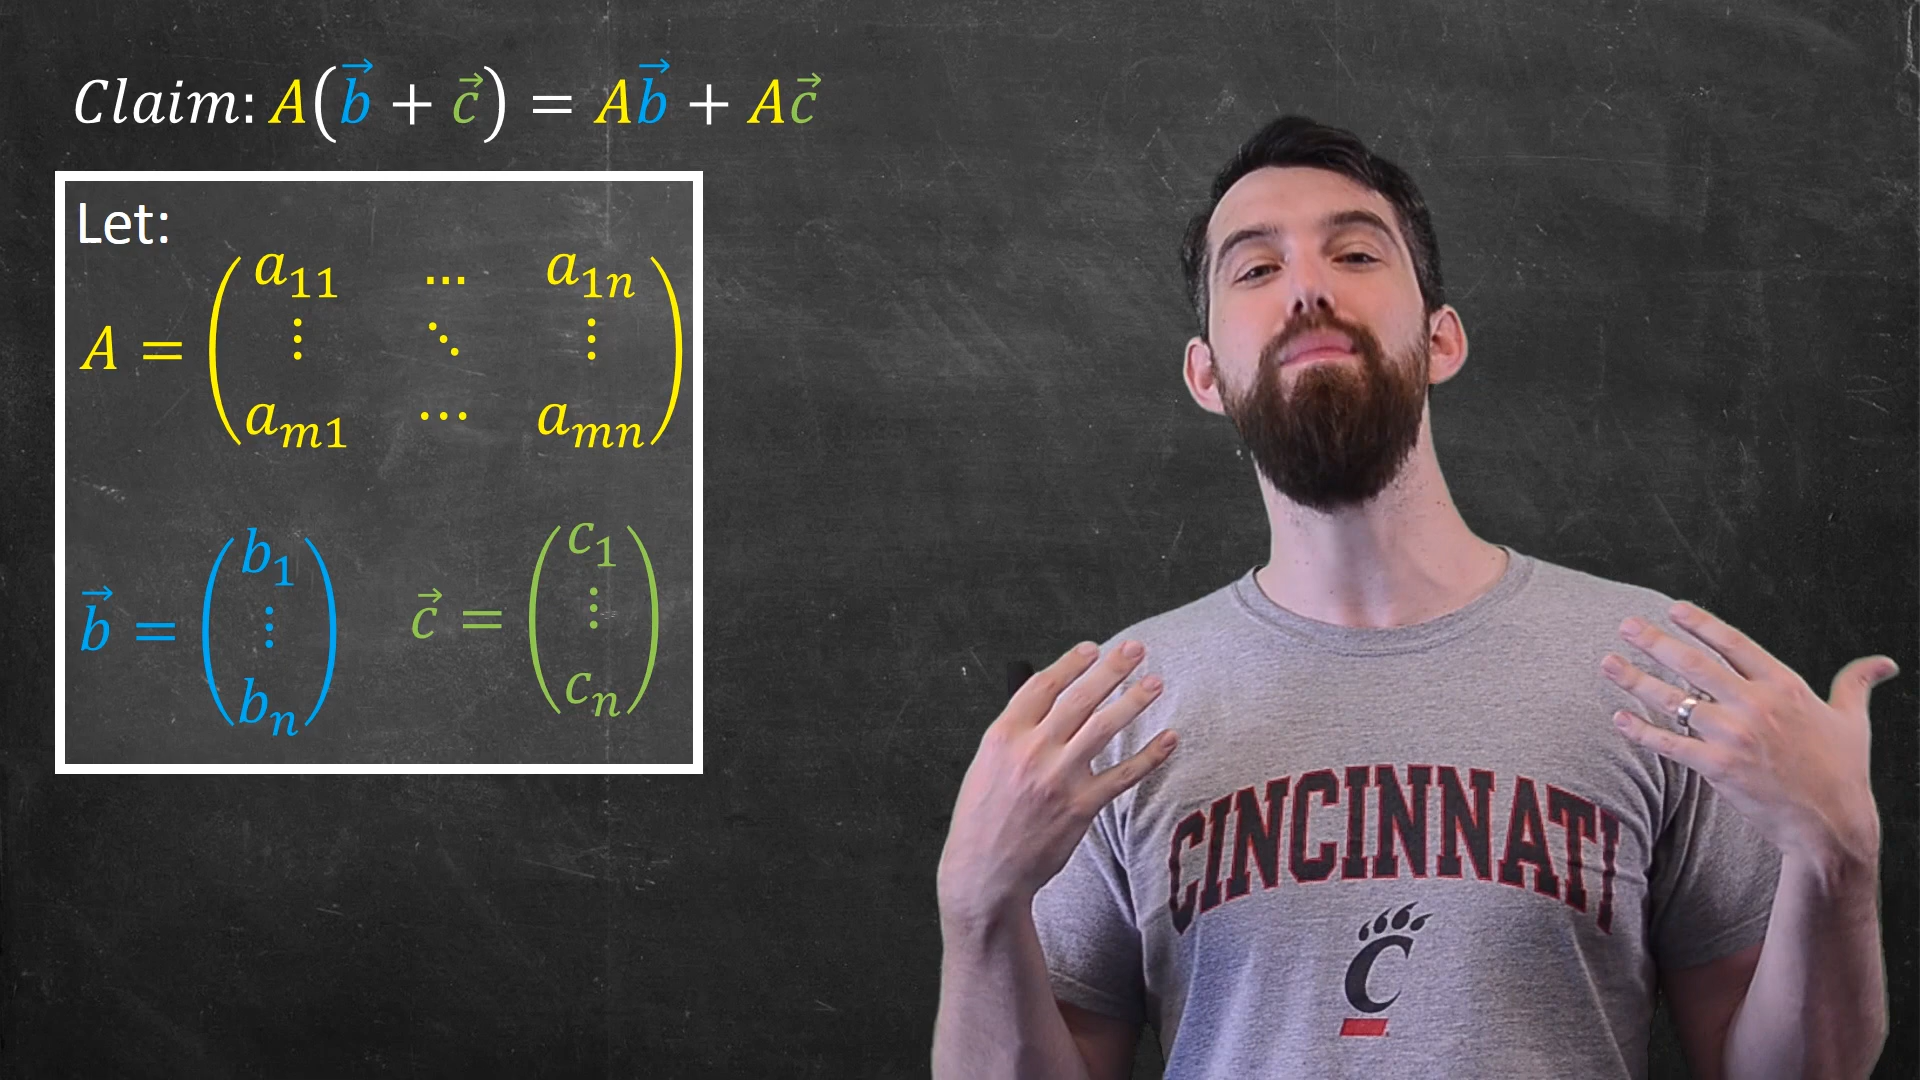 Claim: A(b⃗ + c⃗) = Ab⃗ + Ac⃗
Let:
A = (a₁₁ … a₁ₙ
⋮ ⋱ ⋮
aₘ₁ ⋯ aₘₙ)
b⃗ = (b₁ ⋮ bₙ)
c⃗ = (c₁ ⋮ cₙ)
CINCINNATI
C